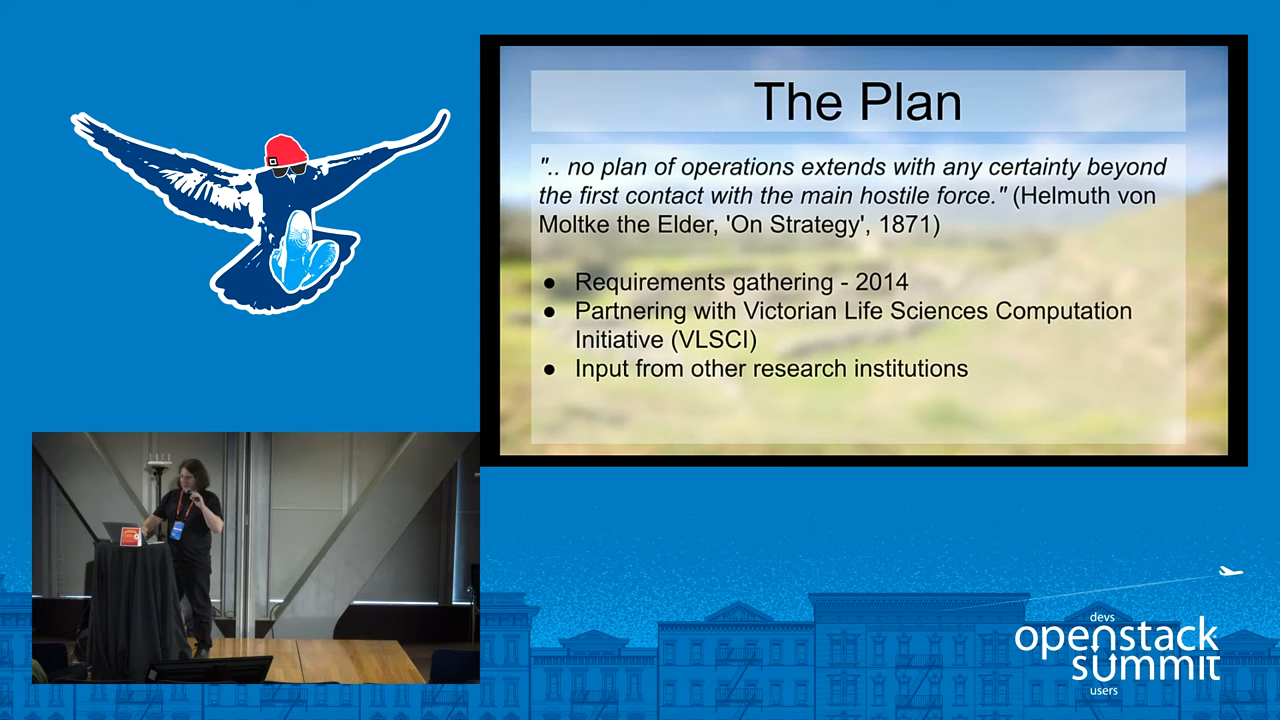 The Plan
".. no plan of operations extends with any certainty beyond
the first contact with the main hostile force." (Helmuth von
Moltke the Elder, 'On Strategy', 1871)
● Requirements gathering - 2014
● Partnering with Victorian Life Sciences Computation
Initiative (VLSCI)
● Input from other research institutions
devs
openstack
summit
users